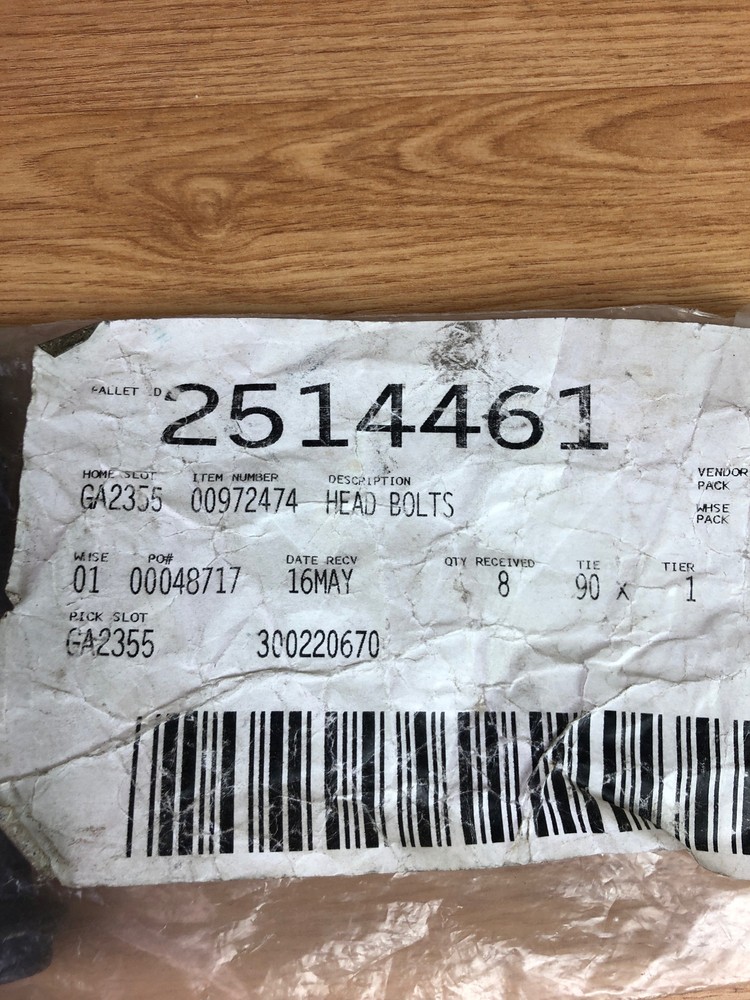 PALLET ID 2514461
HOME SLOT ITEM NUMBER DESCRIPTION VENDOR PACK
GA2355 00972474 HEAD BOLTS WHSE PACK
WHSE PO# DATE RECV QTY RECEIVED TIE TIER
01 00048717 16MAY 8 90 x 1
PICK SLOT
GA2355 300220670